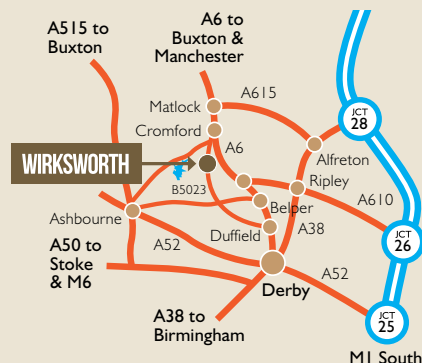 A515 to
Buxton
A6 to
Buxton &
Manchester
A615
Matlock
Cromford
JCT
28
A6
Alfreton
WIRKSWORTH
B5023
Ripley
A610
Belper
Ashbourne
A38
Duffield
JCT
26
A50 to
Stoke
& M6
A52
A52
Derby
A38 to
Birmingham
JCT
25
M1 South